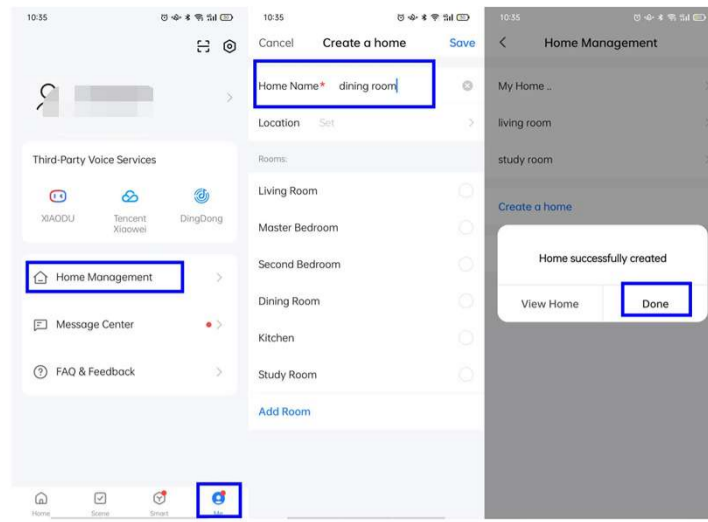 10:35
Third-Party Voice Services
XIAODU
Tencent
Xiaowei
DingDong
Home Management
Message Center
FAQ & Feedback
Home
Scene
Smart
Me
10:35
Cancel
Create a home
Save
Home Name* dining room
Location Set
Rooms:
Living Room
Master Bedroom
Second Bedroom
Dining Room
Kitchen
Study Room
Add Room
10:35
Home Management
My Home ..
living room
study room
Create a home
Home successfully created
View Home
Done